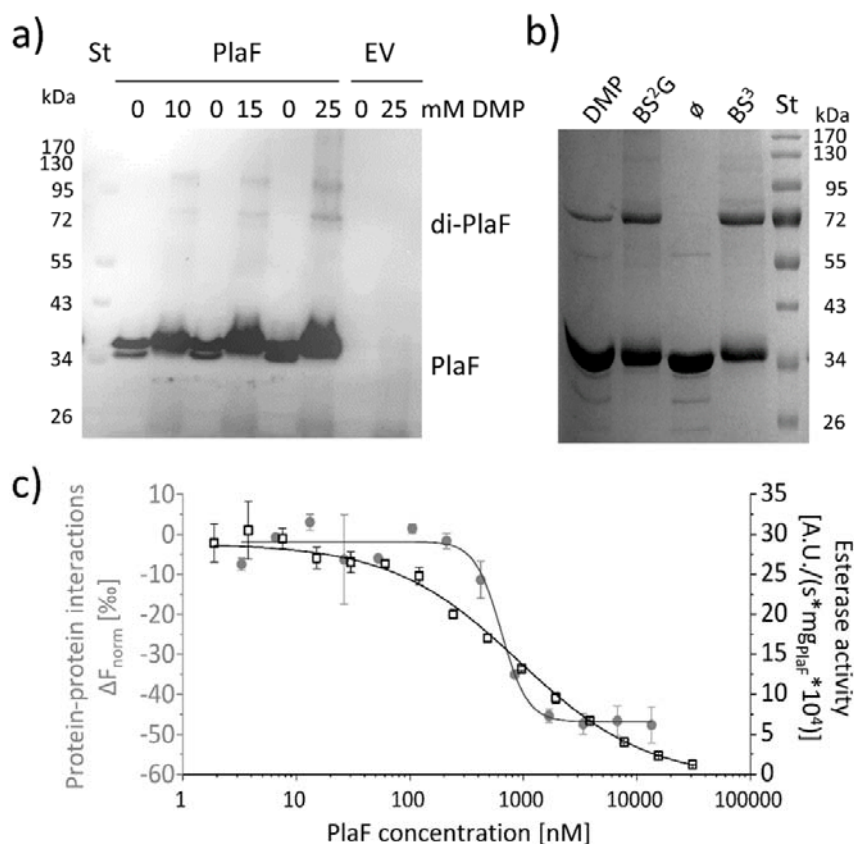 a)
St PlaF EV
kDa 0 10 0 15 0 25 0 25 mM DMP
170
130
95
72
55
43
34
26
di-PlaF
PlaF
b)
DMP BS²G ø BS³ St
kDa
170
130
95
72
55
43
34
26
c)
Protein-protein interactions
ΔFnorm [‰]
10
0
-10
-20
-30
-40
-50
-60
35
30
25
20
15
10
5
0
Esterase activity
[A.U./(s*mgPlaF*10⁴)]
1 10 100 1000 10000 100000
PlaF concentration [nM]